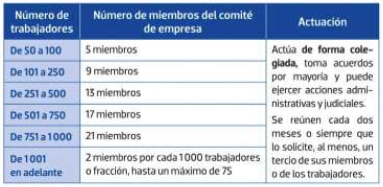 Número de trabajadores
Número de miembros del comité de empresa
Actuación
De 50 a 100
5 miembros
De 101 a 250
9 miembros
De 251 a 500
13 miembros
De 501 a 750
17 miembros
De 751 a 1000
21 miembros
De 1001 en adelante
2 miembros por cada 1000 trabajadores
o fracción, hasta un máximo de 75
Actúa de forma cole-
giada, toma acuerdos
por mayoría y puede
ejercer acciones admi-
nistrativas y judiciales.
Se reúnen cada dos
meses o siempre que
lo solicite, al menos, un
tercio de sus miembros
o de los trabajadores.